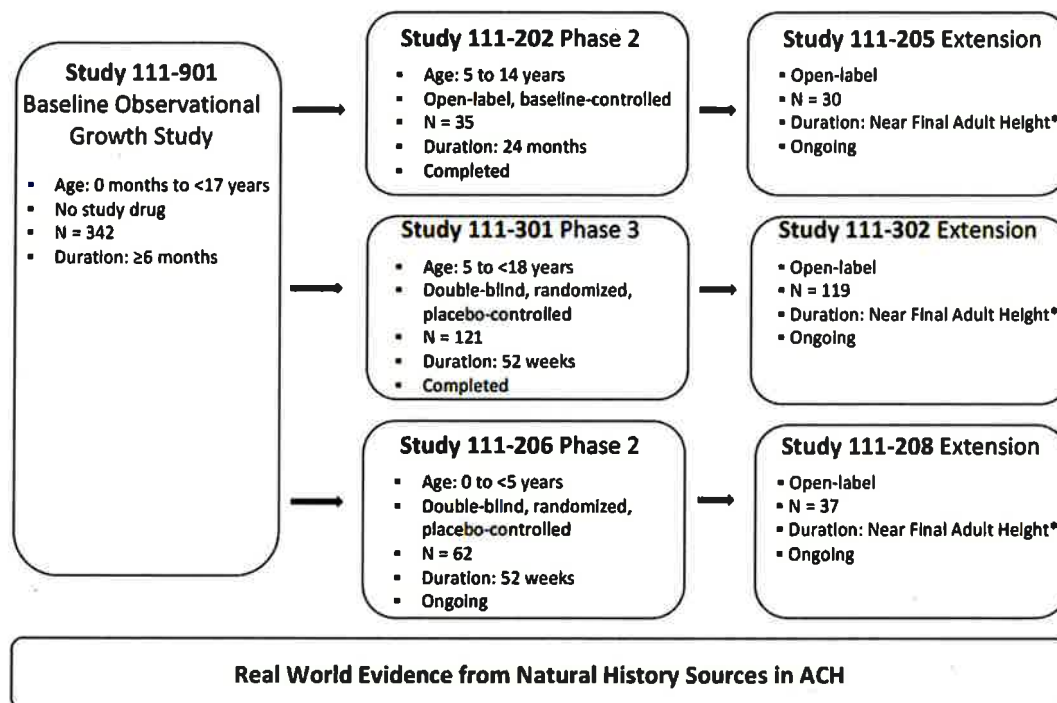 Study 111-901
Baseline Observational
Growth Study
▪ Age: 0 months to <17 years
▪ No study drug
▪ N = 342
▪ Duration: ≥6 months
Study 111-202 Phase 2
▪ Age: 5 to 14 years
▪ Open-label, baseline-controlled
▪ N = 35
▪ Duration: 24 months
▪ Completed
Study 111-205 Extension
▪ Open-label
▪ N = 30
▪ Duration: Near Final Adult Height*
▪ Ongoing
Study 111-301 Phase 3
▪ Age: 5 to <18 years
▪ Double-blind, randomized,
placebo-controlled
▪ N = 121
▪ Duration: 52 weeks
▪ Completed
Study 111-302 Extension
▪ Open-label
▪ N = 119
▪ Duration: Near Final Adult Height*
▪ Ongoing
Study 111-206 Phase 2
▪ Age: 0 to <5 years
▪ Double-blind, randomized,
placebo-controlled
▪ N = 62
▪ Duration: 52 weeks
▪ Ongoing
Study 111-208 Extension
▪ Open-label
▪ N = 37
▪ Duration: Near Final Adult Height*
▪ Ongoing
Real World Evidence from Natural History Sources in ACH